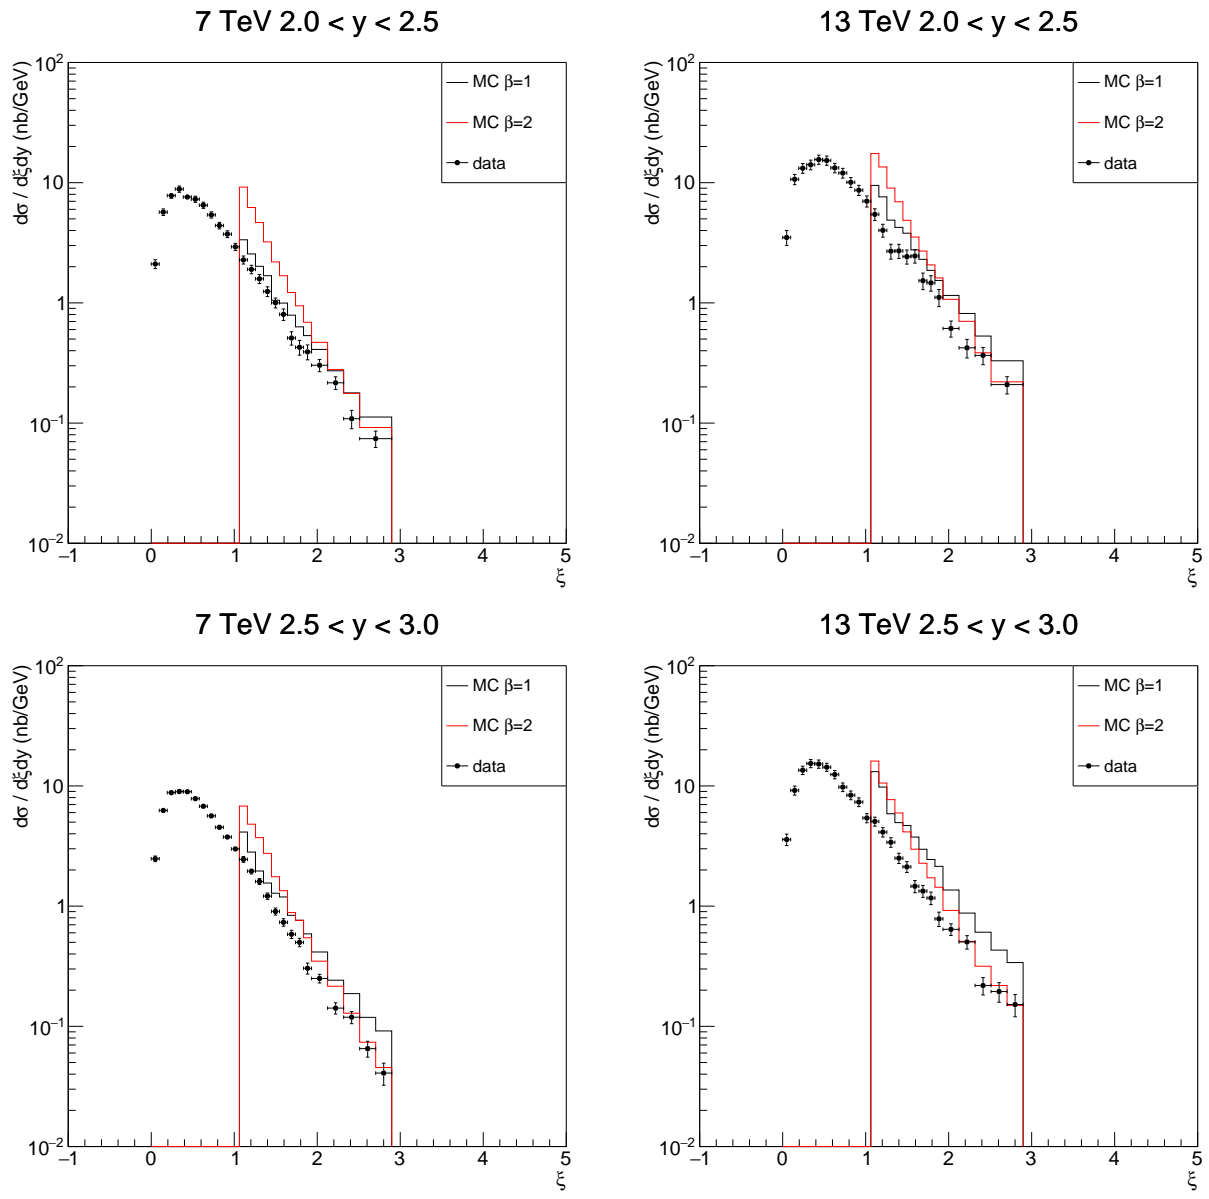 7 TeV 2.0 < y < 2.5
dσ / dξdy (nb/GeV)
10²
10
1
10⁻¹
10⁻²
MC β=1
MC β=2
data
−1 0 1 2 3 4 5
ξ
13 TeV 2.0 < y < 2.5
dσ / dξdy (nb/GeV)
10²
10
1
10⁻¹
10⁻²
MC β=1
MC β=2
data
−1 0 1 2 3 4 5
ξ
7 TeV 2.5 < y < 3.0
dσ / dξdy (nb/GeV)
10²
10
1
10⁻¹
10⁻²
MC β=1
MC β=2
data
−1 0 1 2 3 4 5
ξ
13 TeV 2.5 < y < 3.0
dσ / dξdy (nb/GeV)
10²
10
1
10⁻¹
10⁻²
MC β=1
MC β=2
data
−1 0 1 2 3 4 5
ξ